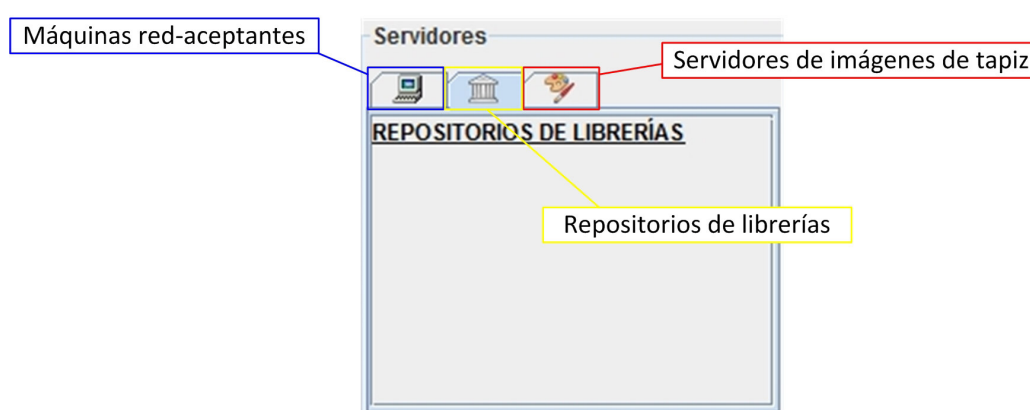 Máquinas red-aceptantes
Servidores
Servidores de imágenes de tapiz
REPOSITORIOS DE LIBRERÍAS
Repositorios de librerías